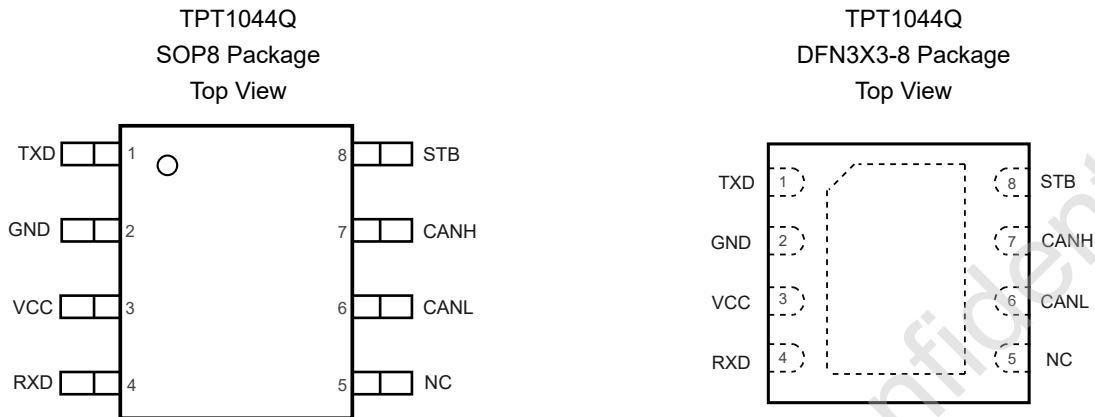 TPT1044Q
SOP8 Package
Top View
TXD 1 8 STB
GND 2 7 CANH
VCC 3 6 CANL
RXD 4 5 NC
TPT1044Q
DFN3X3-8 Package
Top View
TXD 1 8 STB
GND 2 7 CANH
VCC 3 6 CANL
RXD 4 5 NC